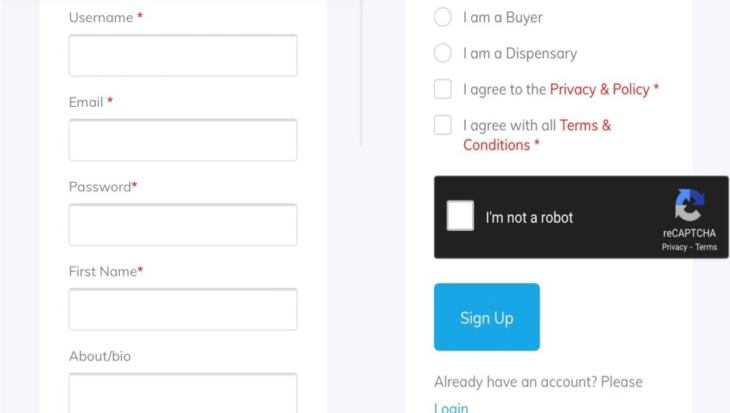 Username *
Email *
Password*
First Name*
About/bio
I am a Buyer
I am a Dispensary
I agree to the Privacy & Policy *
I agree with all Terms &
Conditions *
I'm not a robot
reCAPTCHA
Privacy - Terms
Sign Up
Already have an account? Please
Login